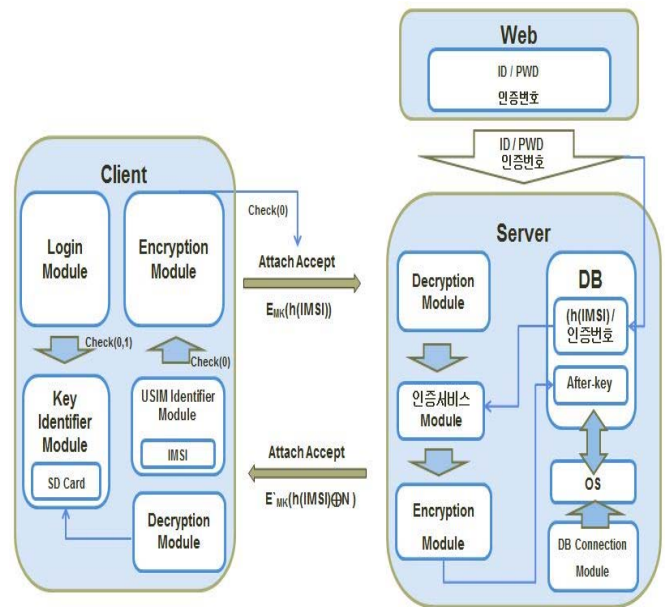 Web
ID / PWD
인증번호
ID / PWD
인증번호
Client
Login
Module
Encryption
Module
Check(0)
Check(0,1)
Check(0)
Key
Identifier
Module
SD Card
USIM Identifier
Module
IMSI
Decryption
Module
Attach Accept
EMK(h(IMSI))
Attach Accept
E`MK(h(IMSI)⊕N )
Server
Decryption
Module
인증서비스
Module
Encryption
Module
DB
(h(IMSI)/
인증번호
After-key
OS
DB Connection
Module